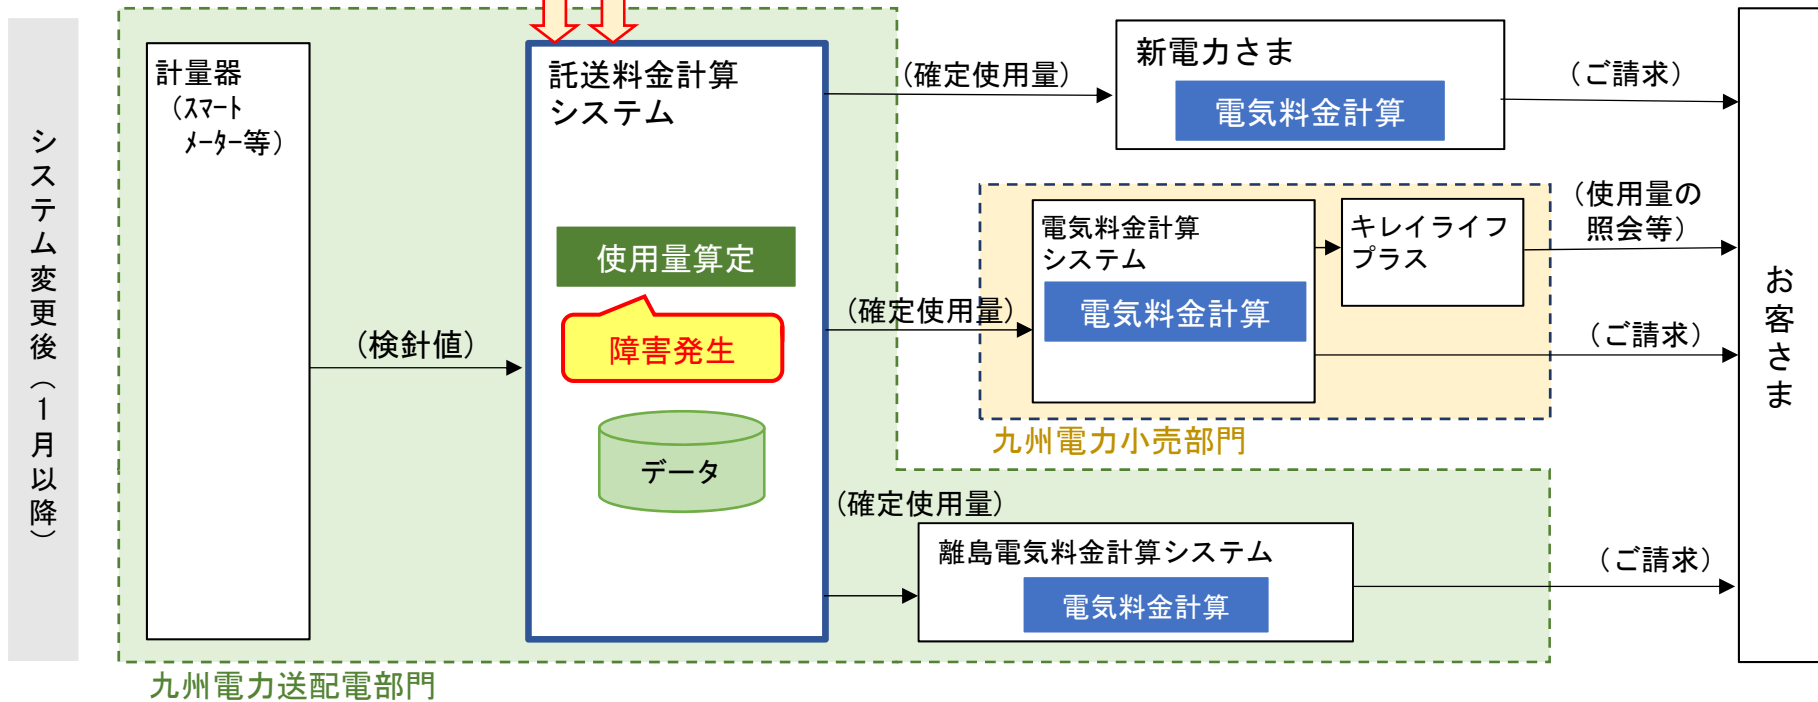 システム変更後（１月以降）
計量器
（ｽﾏｰﾄ
ﾒｰﾀｰ等）
（検針値）
託送料金計算
システム
使用量算定
障害発生
データ
（確定使用量）
新電力さま
電気料金計算
（ご請求）
（確定使用量）
電気料金計算
システム
電気料金計算
キレイライフ
プラス
（使用量の
照会等）
（ご請求）
九州電力小売部門
（確定使用量）
離島電気料金計算システム
電気料金計算
（ご請求）
お客さま
九州電力送配電部門